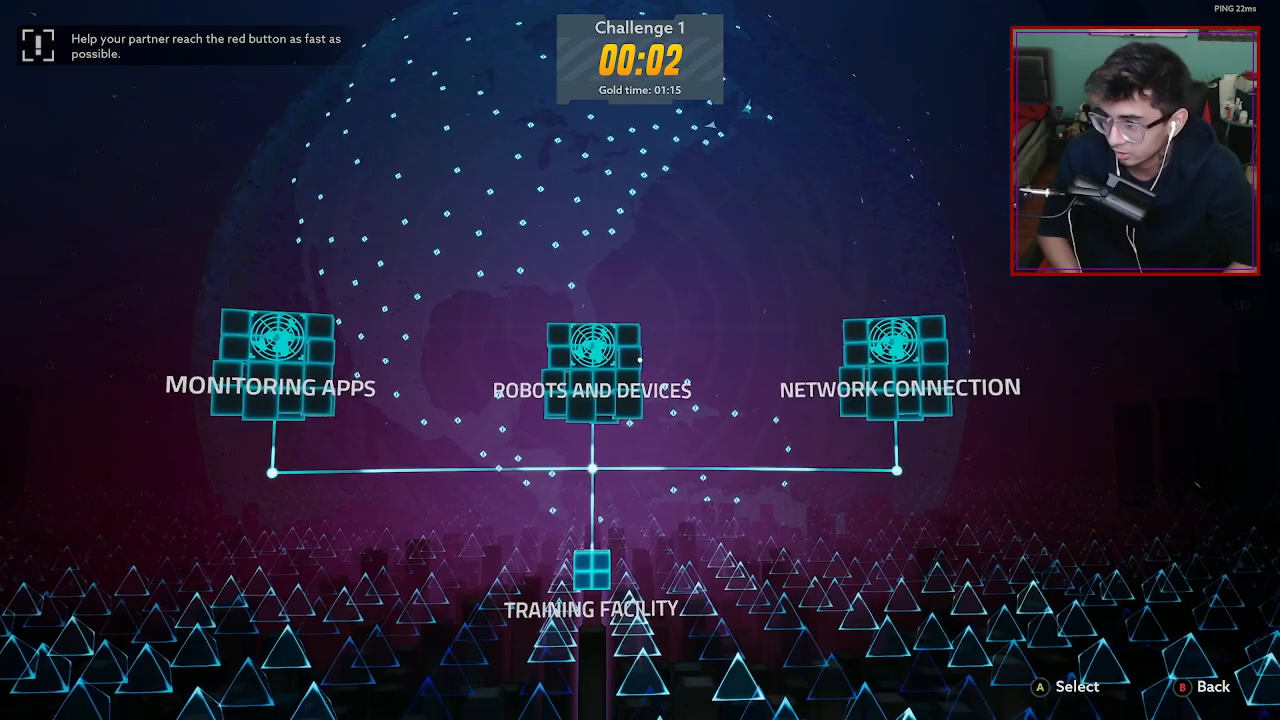 PING 22ms
Help your partner reach the red button as fast as
possible.
Challenge 1
00:02
Gold time: 01:15
MONITORING APPS
ROBOTS AND DEVICES
NETWORK CONNECTION
TRAINING FACILITY
A Select
B Back